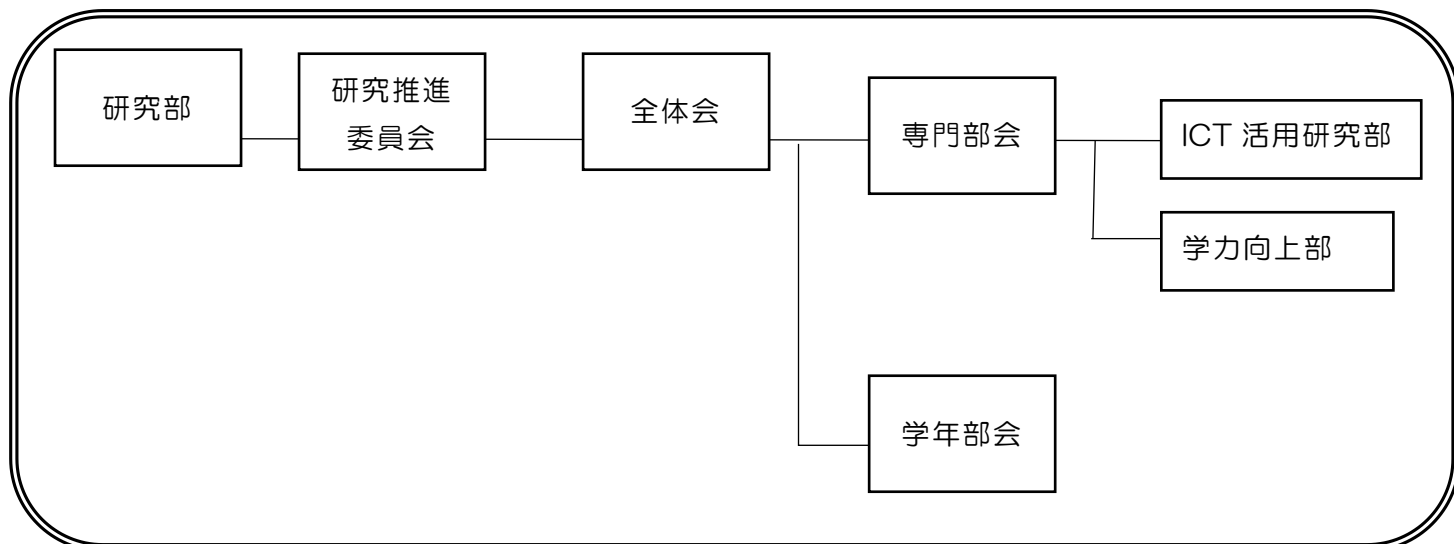 研究部
研究推進
委員会
全体会
専門部会
ICT 活用研究部
学力向上部
学年部会